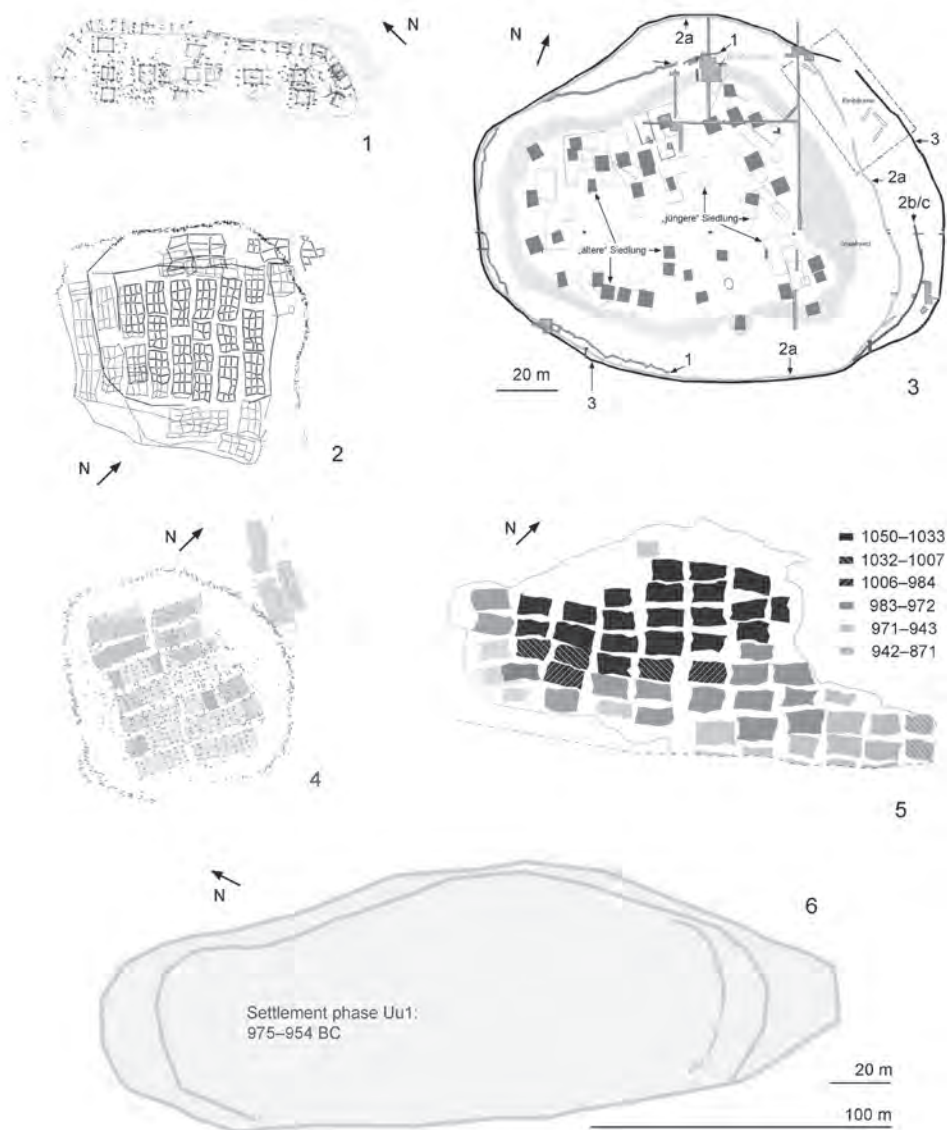 N
1
N
2a
1
Einbäume
3
2a
2b/c
„jüngere“ Siedlung
„ältere“ Siedlung
1
2a
20 m
3
3
2
N
N
4
N
1050–1033
1032–1007
1006–984
983–972
971–943
942–871
5
N
6
Settlement phase Uu1:
975–954 BC
20 m
100 m